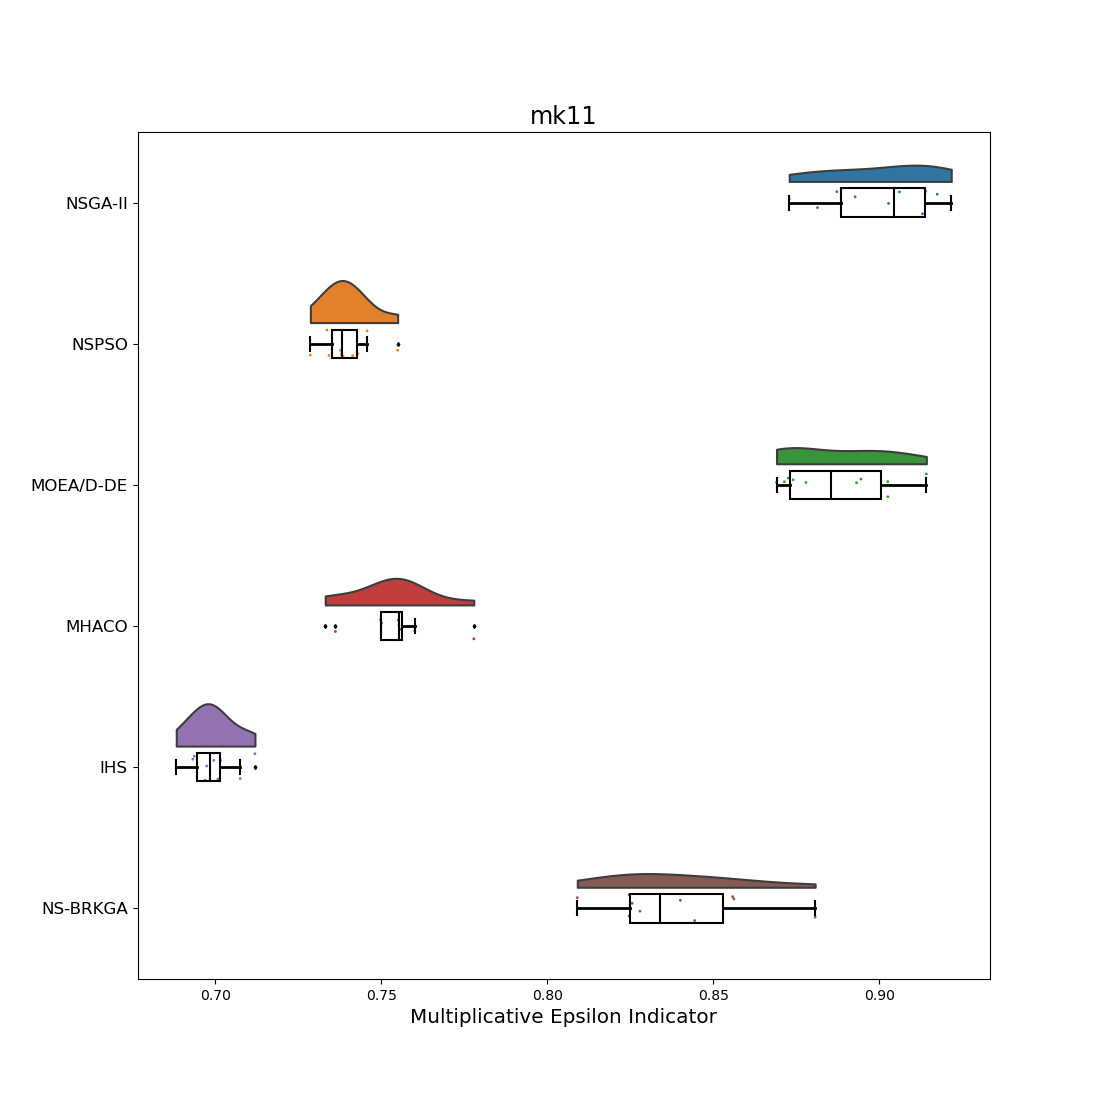 mk11
NSGA-II
NSPSO
MOEA/D-DE
MHACO
IHS
NS-BRKGA
0.70 0.75 0.80 0.85 0.90
Multiplicative Epsilon Indicator